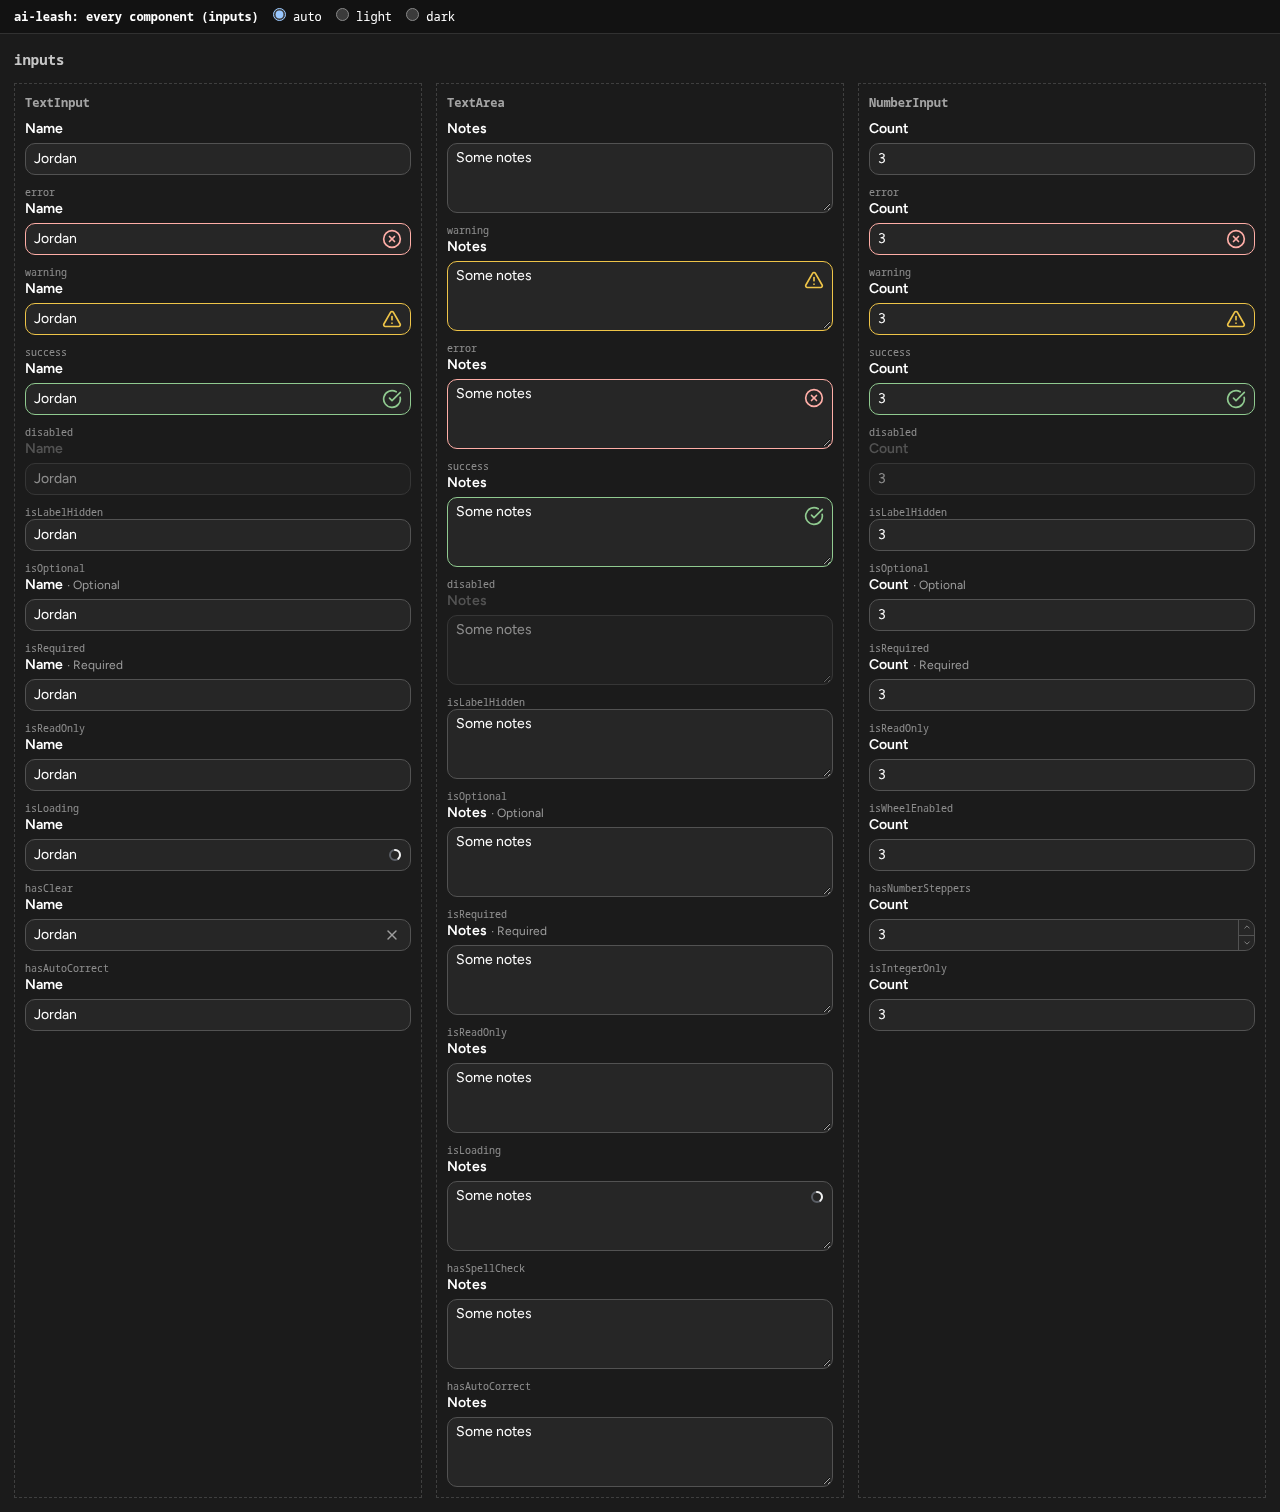 ai-leash: every component (inputs) auto light dark
inputs
TextInput
Name
Jordan
error
Name
Jordan
warning
Name
Jordan
success
Name
Jordan
disabled
Name
Jordan
isLabelHidden
Jordan
isOptional
Name · Optional
Jordan
isRequired
Name · Required
Jordan
isReadOnly
Name
Jordan
isLoading
Name
Jordan
hasClear
Name
Jordan
hasAutoCorrect
Name
Jordan
TextArea
Notes
Some notes
warning
Notes
Some notes
error
Notes
Some notes
success
Notes
Some notes
disabled
Notes
Some notes
isLabelHidden
Some notes
isOptional
Notes · Optional
Some notes
isRequired
Notes · Required
Some notes
isReadOnly
Notes
Some notes
isLoading
Notes
Some notes
hasSpellCheck
Notes
Some notes
hasAutoCorrect
Notes
Some notes
NumberInput
Count
3
error
Count
3
warning
Count
3
success
Count
3
disabled
Count
3
isLabelHidden
3
isOptional
Count · Optional
3
isRequired
Count · Required
3
isReadOnly
Count
3
isWheelEnabled
Count
3
hasNumberSteppers
Count
3
isIntegerOnly
Count
3